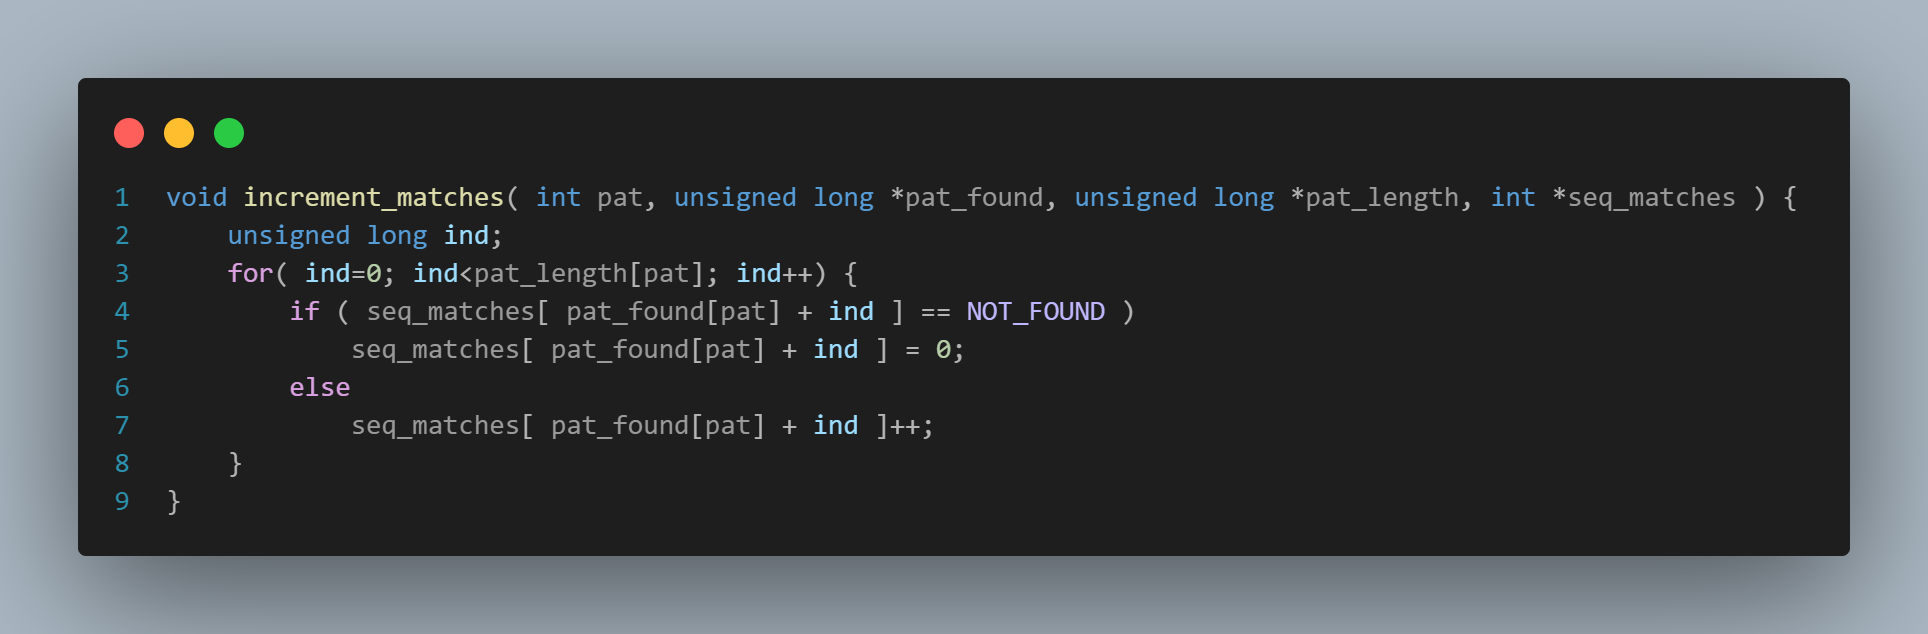 1 void increment_matches( int pat, unsigned long *pat_found, unsigned long *pat_length, int *seq_matches ) {
2     unsigned long ind;
3     for( ind=0; ind<pat_length[pat]; ind++) {
4         if ( seq_matches[ pat_found[pat] + ind ] == NOT_FOUND )
5             seq_matches[ pat_found[pat] + ind ] = 0;
6         else
7             seq_matches[ pat_found[pat] + ind ]++;
8     }
9 }